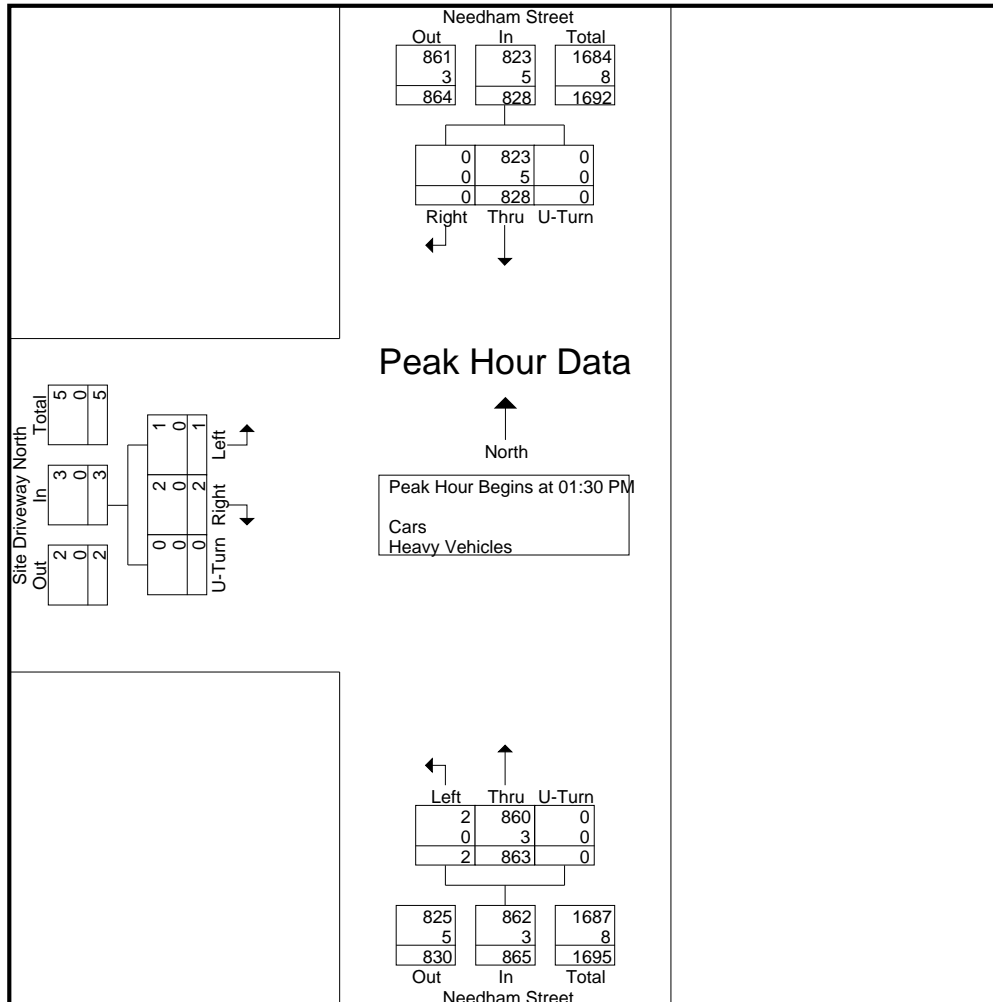 Needham Street
Out In Total
861 823 1684
3 5 8
864 828 1692
0 823 0
0 5 0
0 828 0
Right Thru U-Turn
Peak Hour Data
North
Peak Hour Begins at 01:30 PM
Cars
Heavy Vehicles
Site Driveway North
Out In Total
2 3 5
0 0 0
2 3 5
0 2 1
0 0 0
0 2 1
U-Turn Right Left
Left Thru U-Turn
2 860 0
0 3 0
2 863 0
825 862 1687
5 3 8
830 865 1695
Out In Total
Needham Street